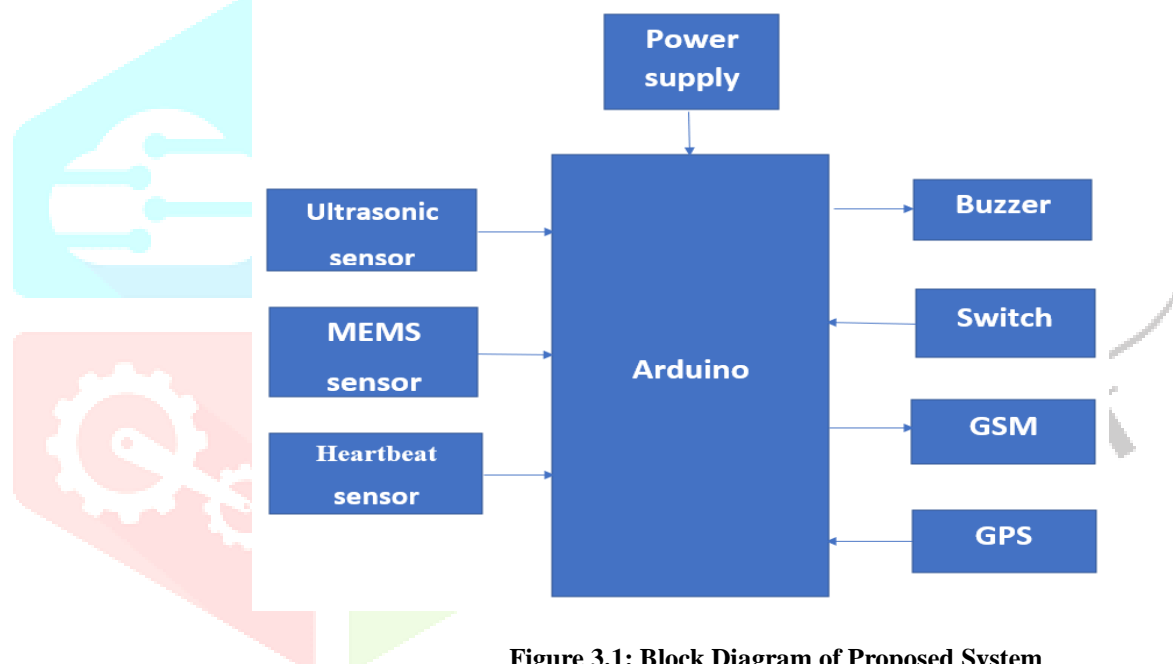 Power
supply
Ultrasonic
sensor
MEMS
sensor
Heartbeat
sensor
Arduino
Buzzer
Switch
GSM
GPS
Figure 3.1: Block Diagram of Proposed System